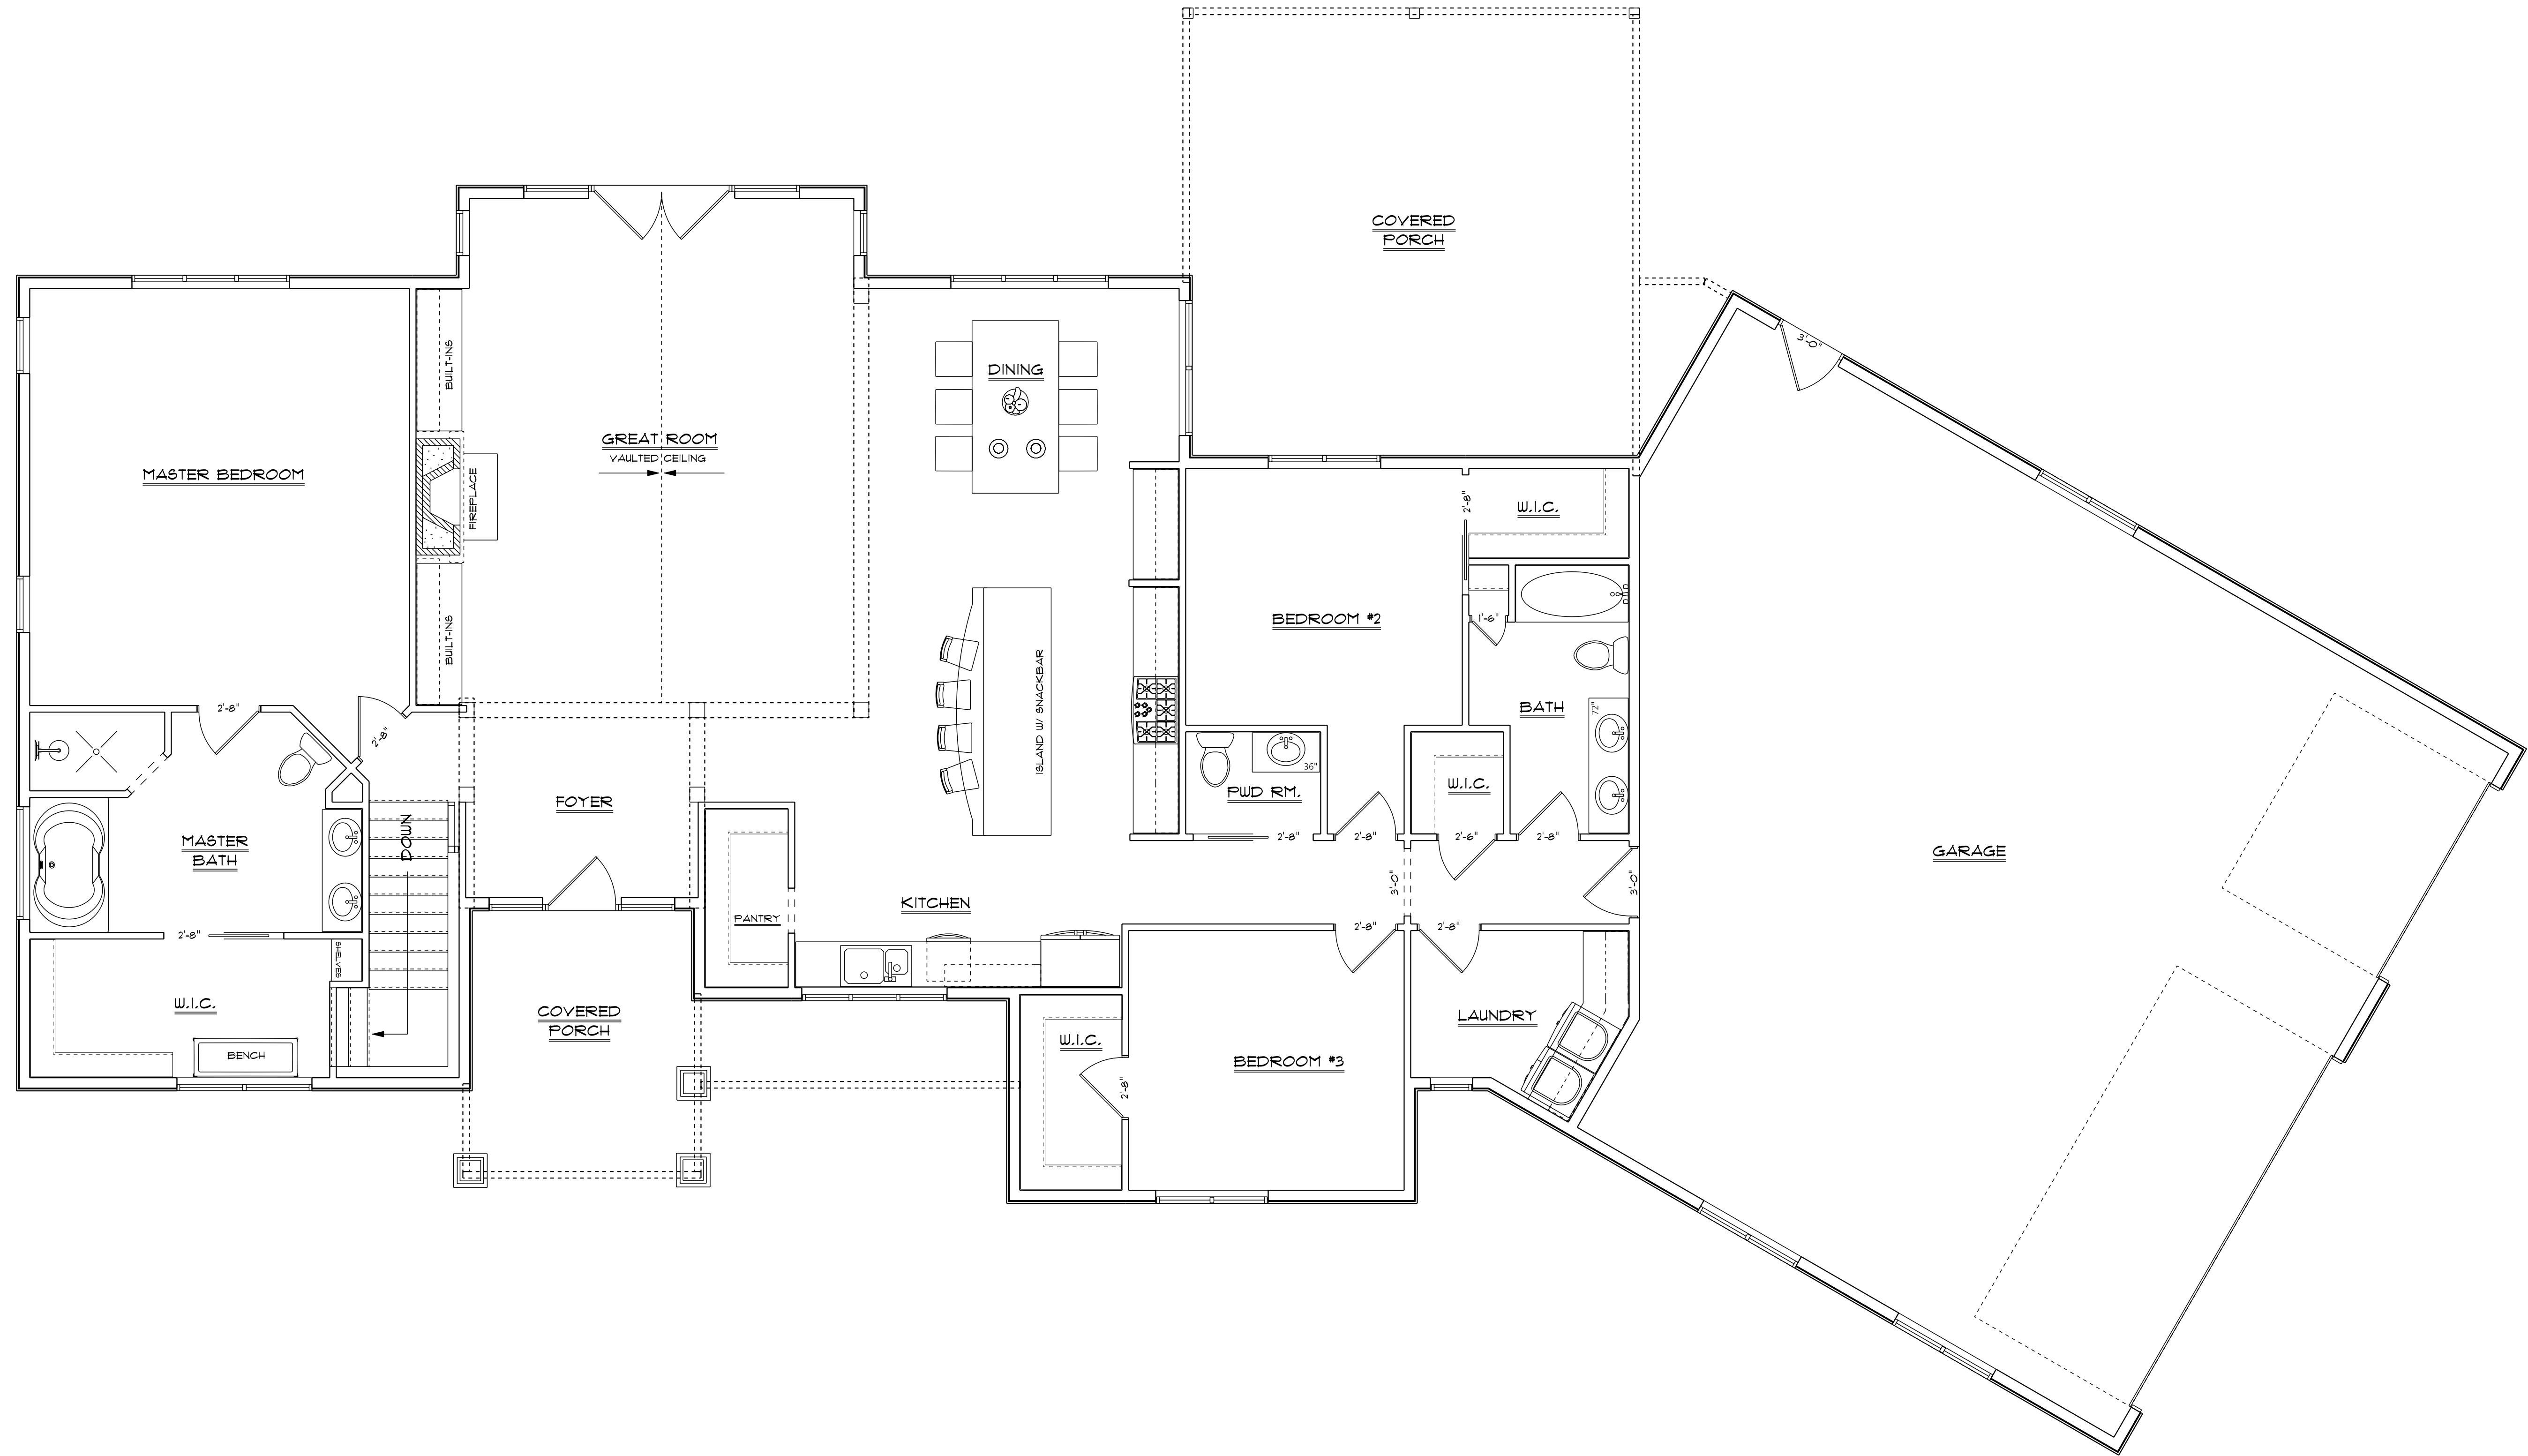 COVERED
PORCH
3'-0"
BUILT-INS
DINING
GREAT ROOM
VAULTED CEILING
MASTER BEDROOM
FIREPLACE
2'-8"
W.I.C.
BUILT-INS
BEDROOM #2
1'-6"
ISLAND W/ SNACKBAR
2'-8"
2'-8"
BATH
72"
36"
W.I.C.
PWD RM.
FOYER
DOWN
MASTER
BATH
2'-8"
2'-8"
2'-6"
2'-8"
GARAGE
3'-0"
3'-0"
KITCHEN
PANTRY
2'-8"
2'-8"
2'-8"
SHELVES
W.I.C.
COVERED
PORCH
LAUNDRY
W.I.C.
BENCH
BEDROOM #3
2'-8"